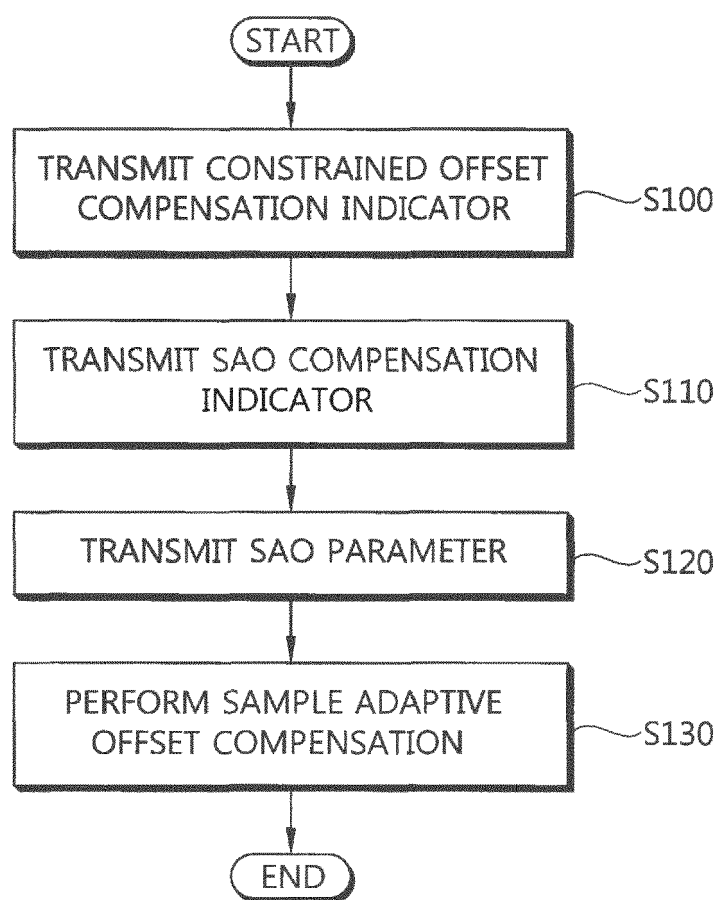 START
TRANSMIT CONSTRAINED OFFSET
COMPENSATION INDICATOR
S100
TRANSMIT SAO COMPENSATION
INDICATOR
S110
TRANSMIT SAO PARAMETER
S120
PERFORM SAMPLE ADAPTIVE
OFFSET COMPENSATION
S130
END